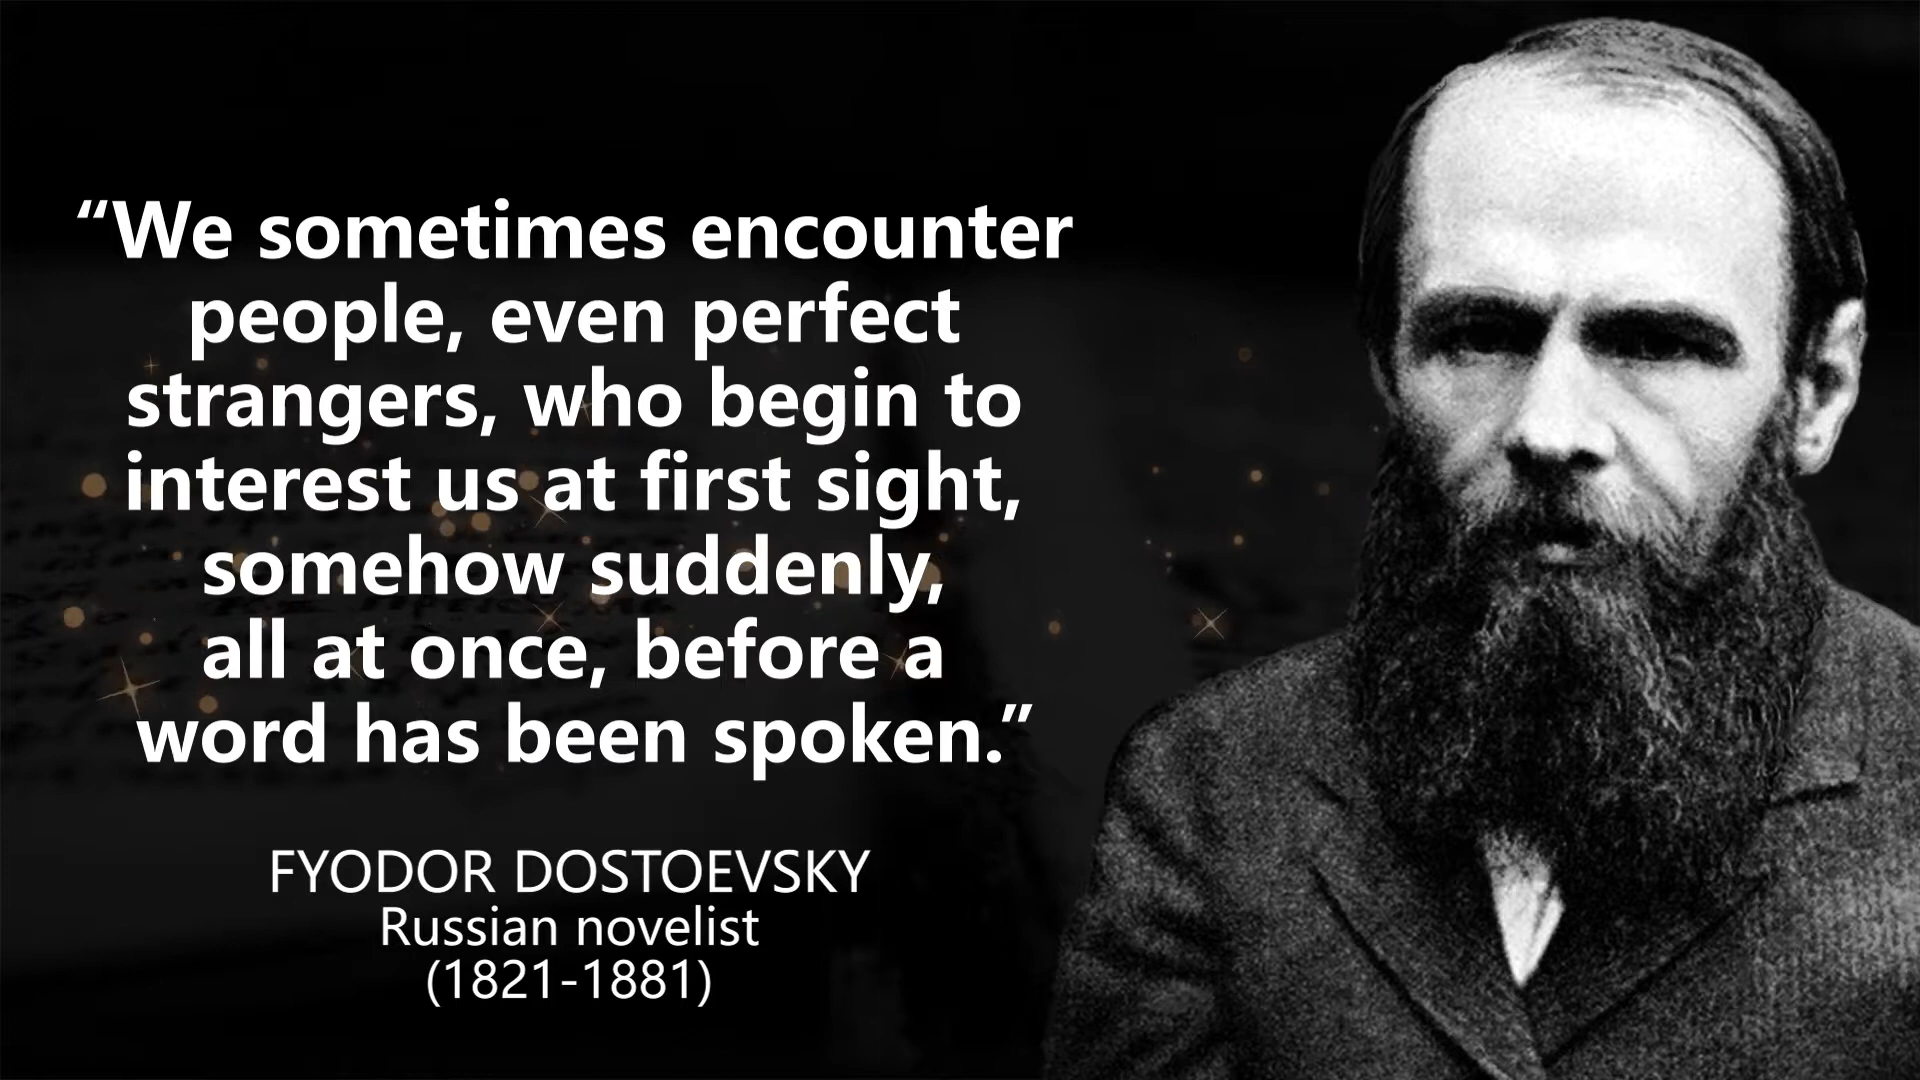 “We sometimes encounter
people, even perfect
strangers, who begin to
interest us at first sight,
somehow suddenly,
all at once, before a
word has been spoken.”
FYODOR DOSTOEVSKY
Russian novelist
(1821-1881)